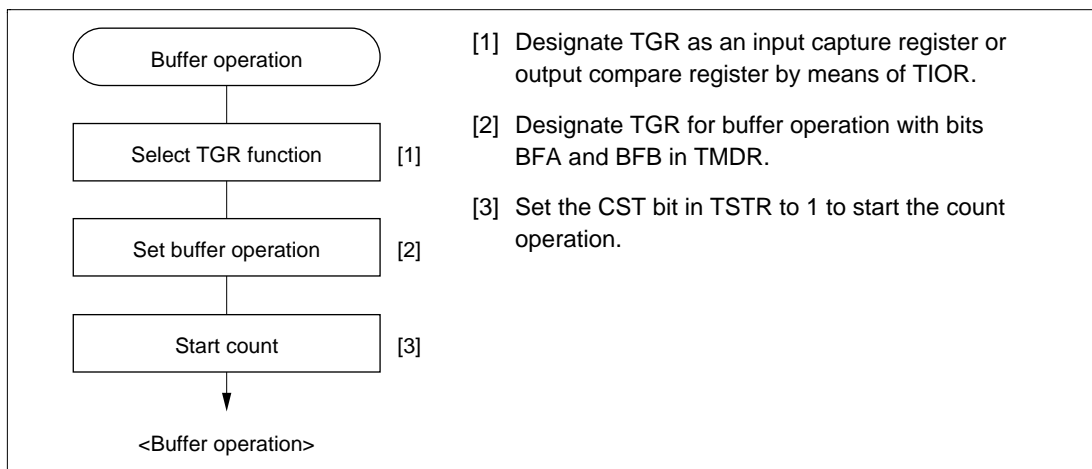 Buffer operation
Select TGR function [1]
Set buffer operation [2]
Start count [3]
<Buffer operation>
[1] Designate TGR as an input capture register or
output compare register by means of TIOR.
[2] Designate TGR for buffer operation with bits
BFA and BFB in TMDR.
[3] Set the CST bit in TSTR to 1 to start the count
operation.